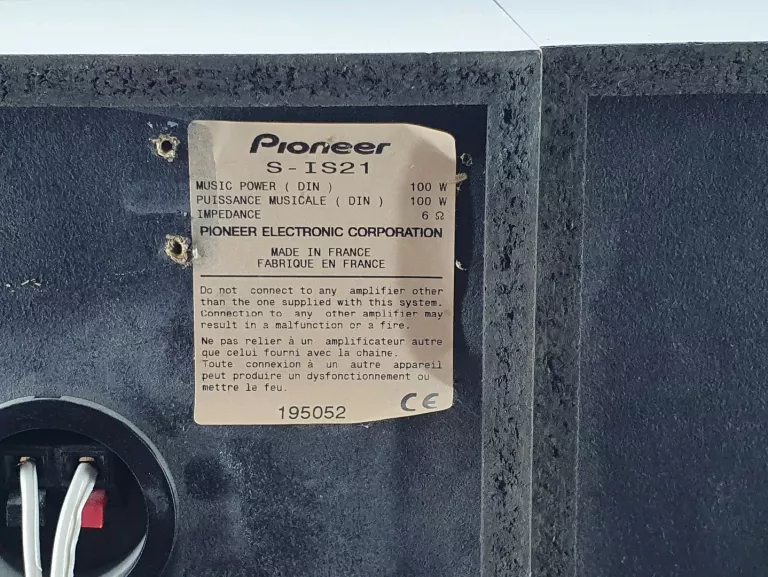 Pioneer
S-IS21
MUSIC POWER ( DIN ) 100 W
PUISSANCE MUSICALE ( DIN ) 100 W
IMPEDANCE 6 Ω
PIONEER ELECTRONIC CORPORATION
MADE IN FRANCE
FABRIQUE EN FRANCE
Do not connect to any amplifier other
than the one supplied with this system.
Connection to any other amplifier may
result in a malfunction or a fire.
Ne pas relier à un amplificateur autre
que celui fourni avec la chaine.
Toute connexion à un autre appareil
peut produire un dysfonctionnement ou
mettre le feu.
195052 CE